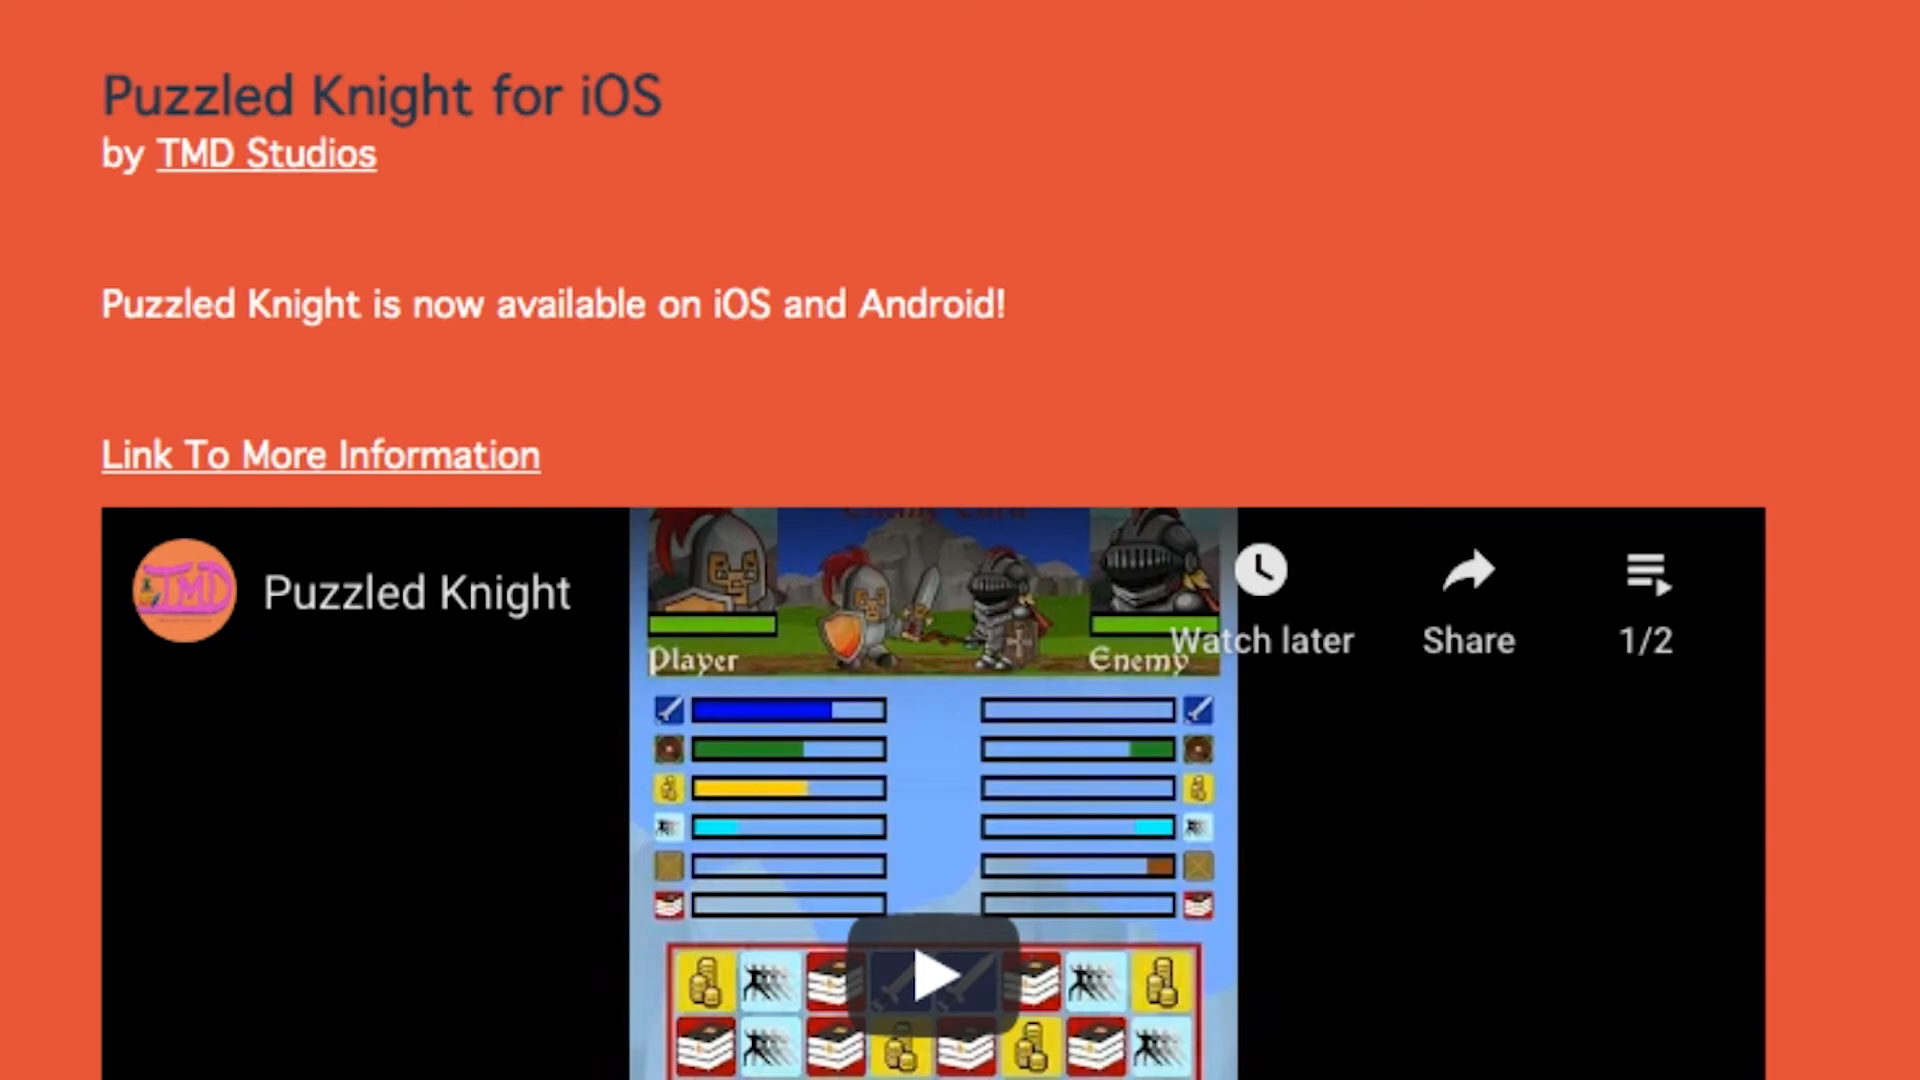 Puzzled Knight for iOS
by TMD Studios
Puzzled Knight is now available on iOS and Android!
Link To More Information
TMD
Puzzled Knight
Watch later
Share
1/2
Player
Enemy